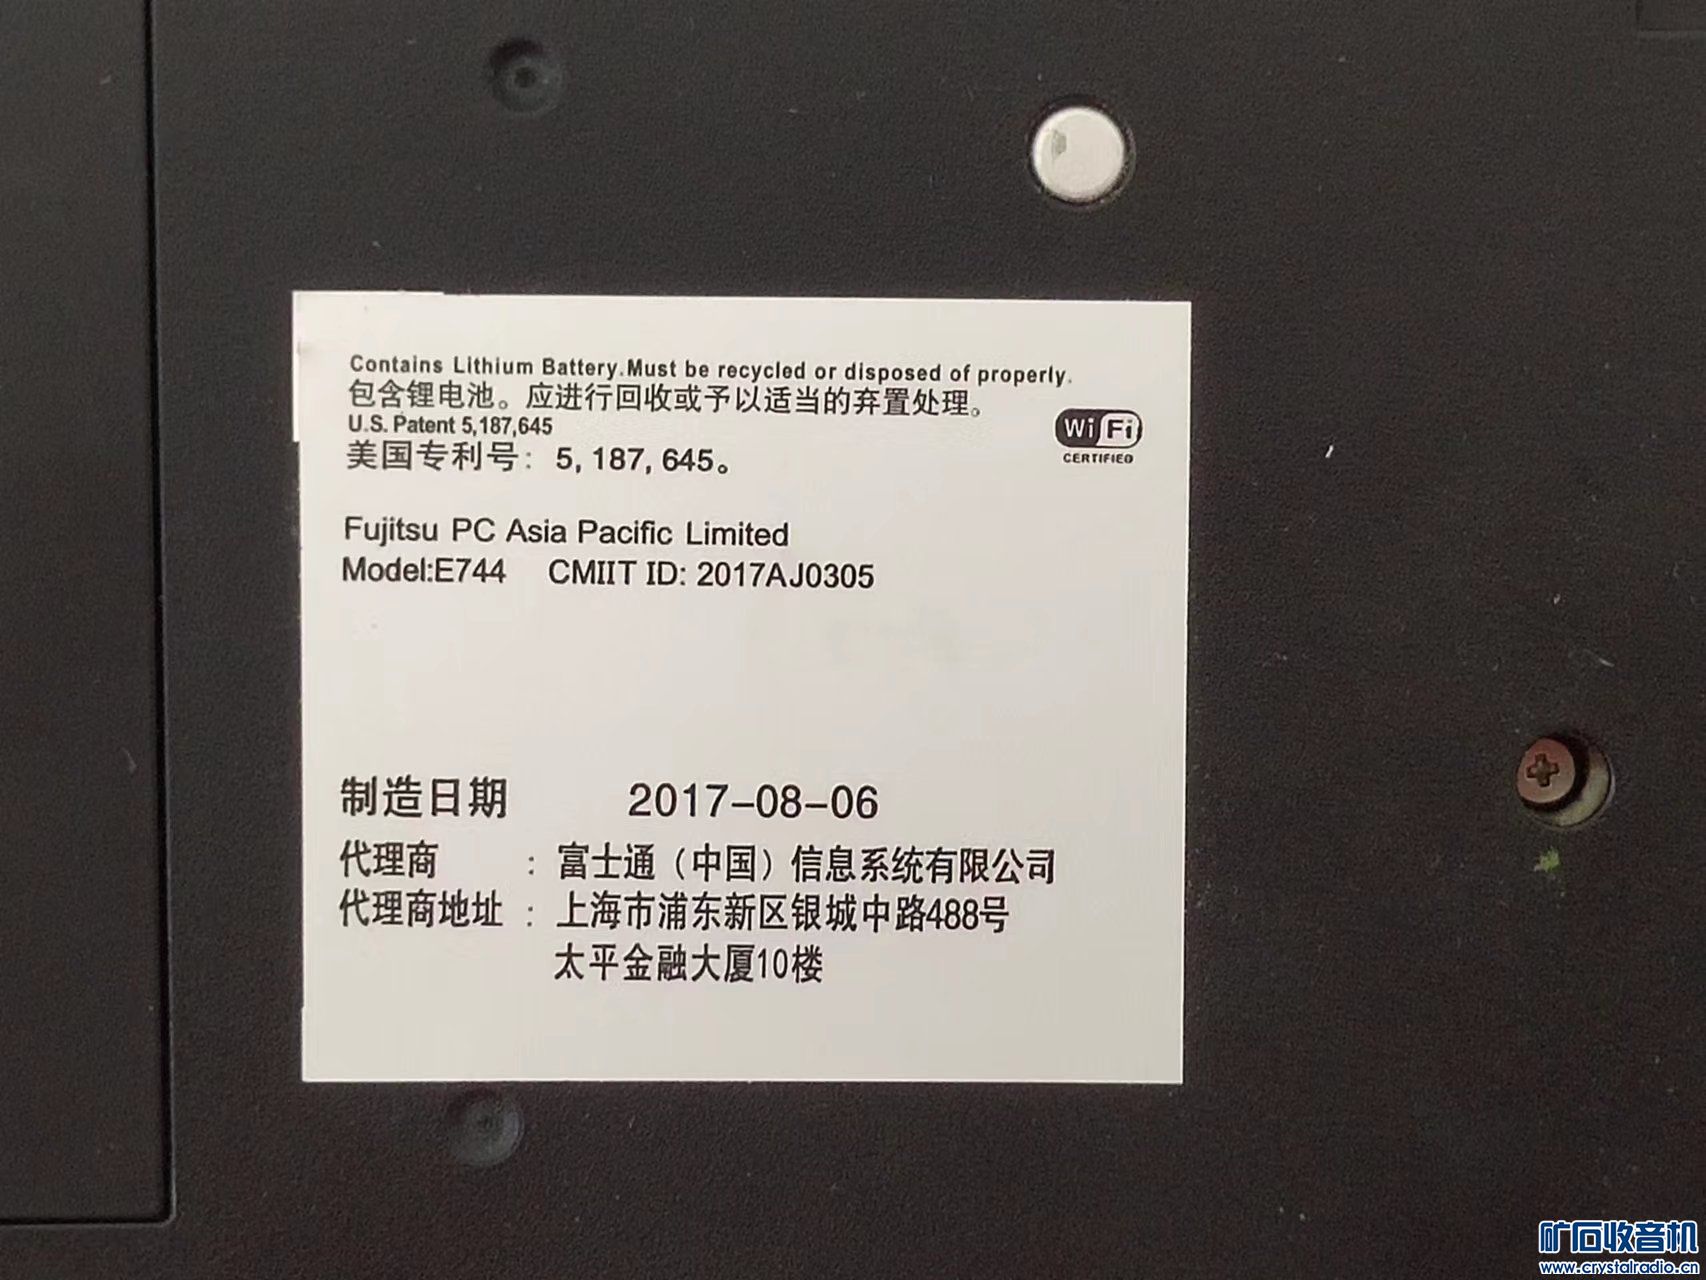 Contains Lithium Battery.Must be recycled or disposed of properly.
包含锂电池。应进行回收或予以适当的弃置处理。
U.S. Patent 5,187,645
美国专利号: 5, 187, 645。
Wi Fi
CERTIFIED
Fujitsu PC Asia Pacific Limited
Model:E744 CMIIT ID: 2017AJ0305
制造日期 2017-08-06
代理商 : 富士通（中国）信息系统有限公司
代理商地址 : 上海市浦东新区银城中路488号
太平金融大厦10楼
矿石收音机
www.crystalradio.cn